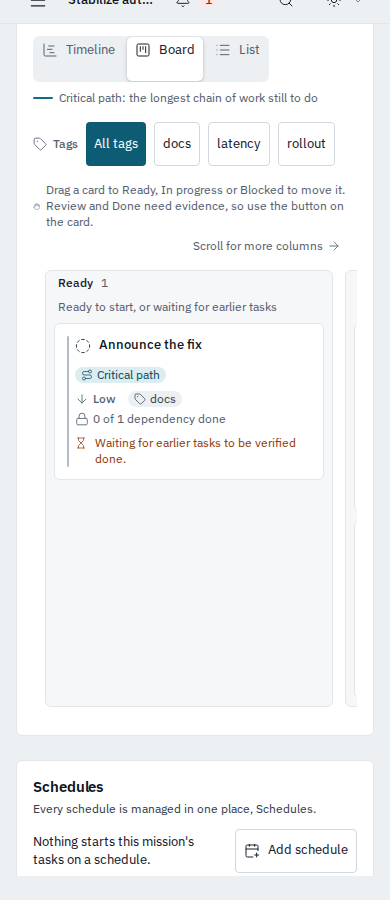 Stabilize aut...
1
Timeline Board List
Critical path: the longest chain of work still to do
Tags All tags docs latency rollout
Drag a card to Ready, In progress or Blocked to move it.
Review and Done need evidence, so use the button on
the card.
Scroll for more columns →
Ready 1
Ready to start, or waiting for earlier tasks
Announce the fix
Critical path
Low docs
0 of 1 dependency done
Waiting for earlier tasks to be verified
done.
Schedules
Every schedule is managed in one place, Schedules.
Nothing starts this mission's
tasks on a schedule.
Add schedule